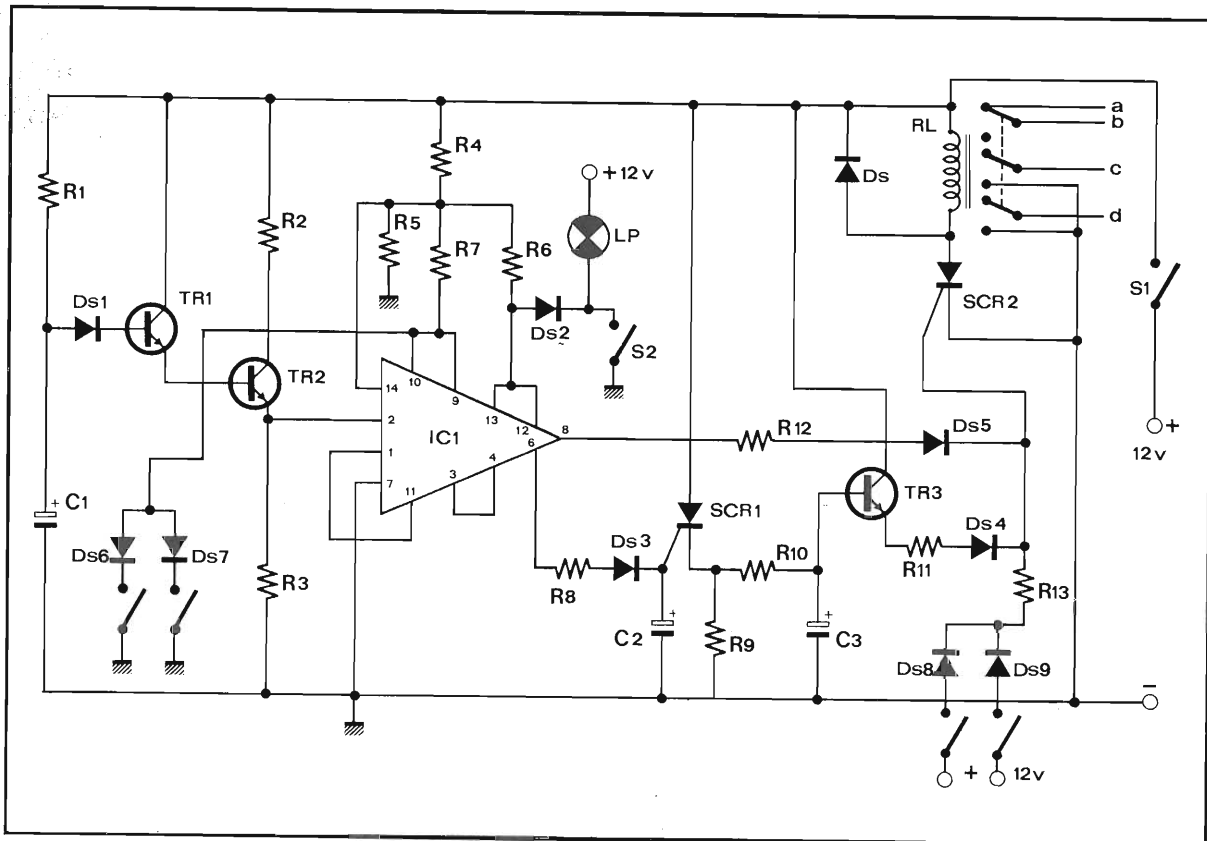 a
b
RL
R4
+12v
R1
Ds
c
R5
R2
R7
R6
LP
d
Ds1
TR1
SCR2
S1
Ds2
S2
TR2
10
14
9
13
12
2
8
R12
Ds5
+
IC1
6
12v
1
3
4
TR3
7
11
+
C1
SCR1
Ds4
Ds6
Ds7
Ds3
R10
R3
R8
R11
R13
+
+
C2
R9
C3
Ds8
Ds9
–
+
12v